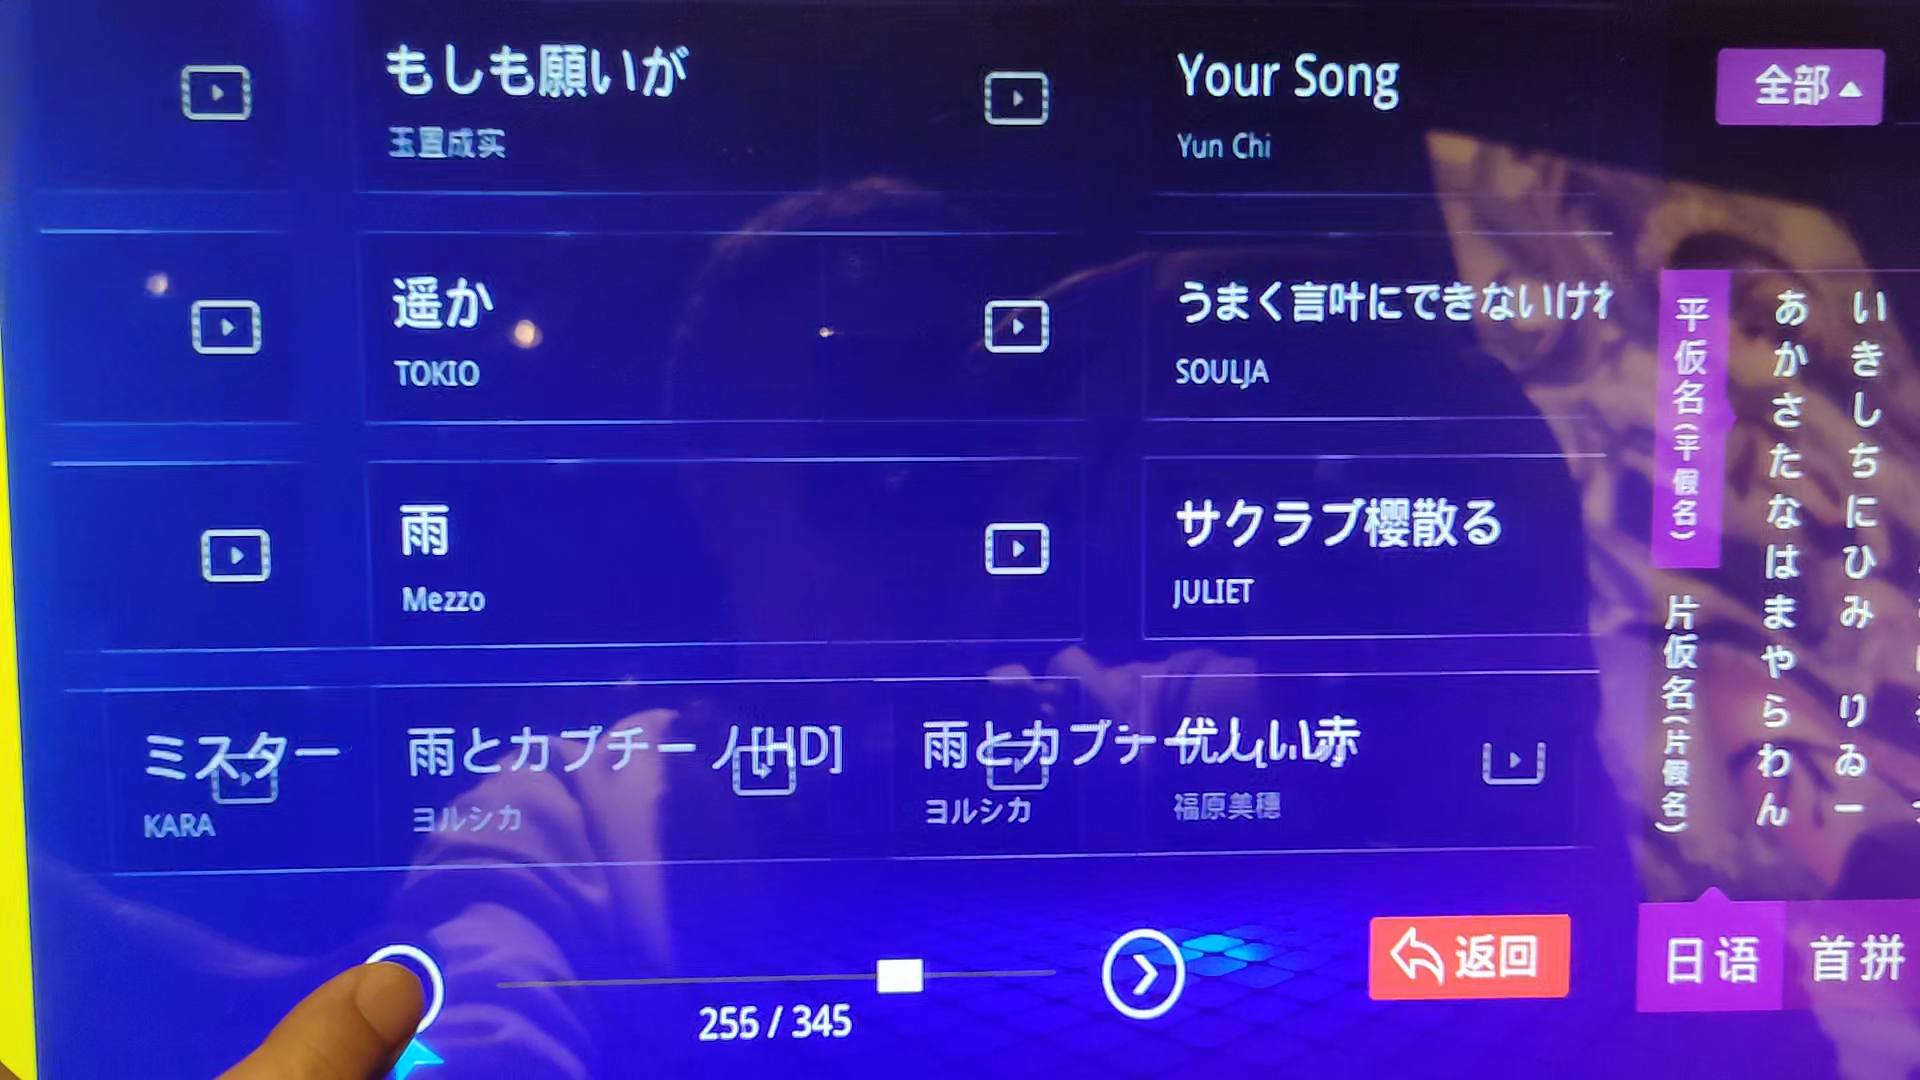 もしも願いが
玉置成实
Your Song
Yun Chi
全部
遥か
TOKIO
うまく言叶にできないけれ
SOULJA
雨
Mezzo
サクラブ樱散る
JULIET
ミスター
KARA
雨とカプチーノ[HD]
ヨルシカ
雨とカプチー
ヨルシカ
优しい赤
福原美穗
255 / 345
返回
平仮名(平假名)
片仮名(片假名)
あかさたなはまやらわん
いきしちにひみ りゐー
日语
首拼